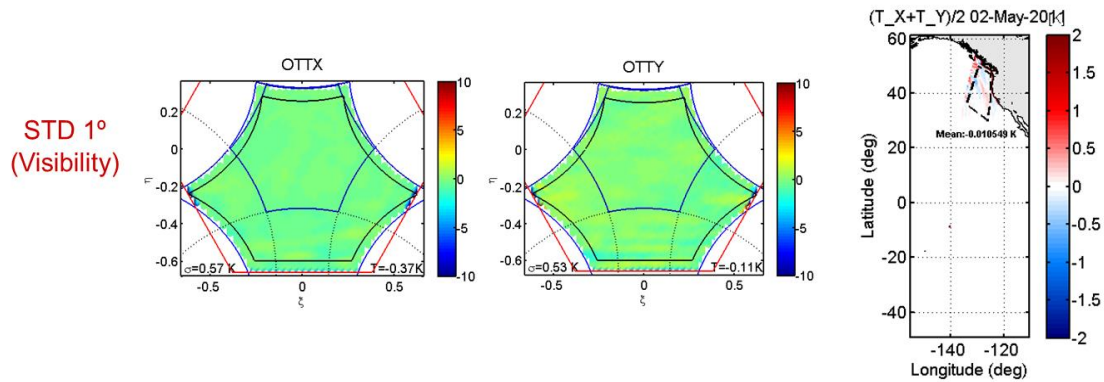 STD 1º
(Visibility)
OTTX
10
5
0
-5
-10
0.2
0
-0.2
-0.4
-0.6
η
σ=0.57 K
T=-0.37K
-0.5
0
0.5
ζ
OTTY
10
5
0
-5
-10
0.2
0
-0.2
-0.4
-0.6
η
σ=0.53 K
T=-0.11K
-0.5
0
0.5
ζ
(T_X+T_Y)/2 02-May-20[K]
60
40
20
0
-20
-40
Latitude (deg)
Mean:-0.010549 K
-140
-120
Longitude (deg)
2
1.5
1
0.5
0
-0.5
-1
-1.5
-2